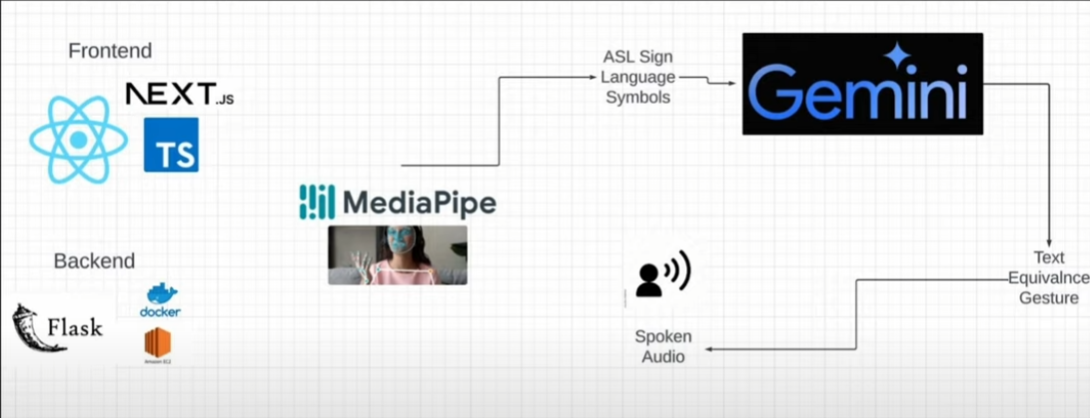 Frontend
NEXT.JS
TS
MediaPipe
ASL Sign
Language
Symbols
Gemini
Backend
docker
Flask
Amazon EC2
Text
Equivalnce
Gesture
Spoken
Audio